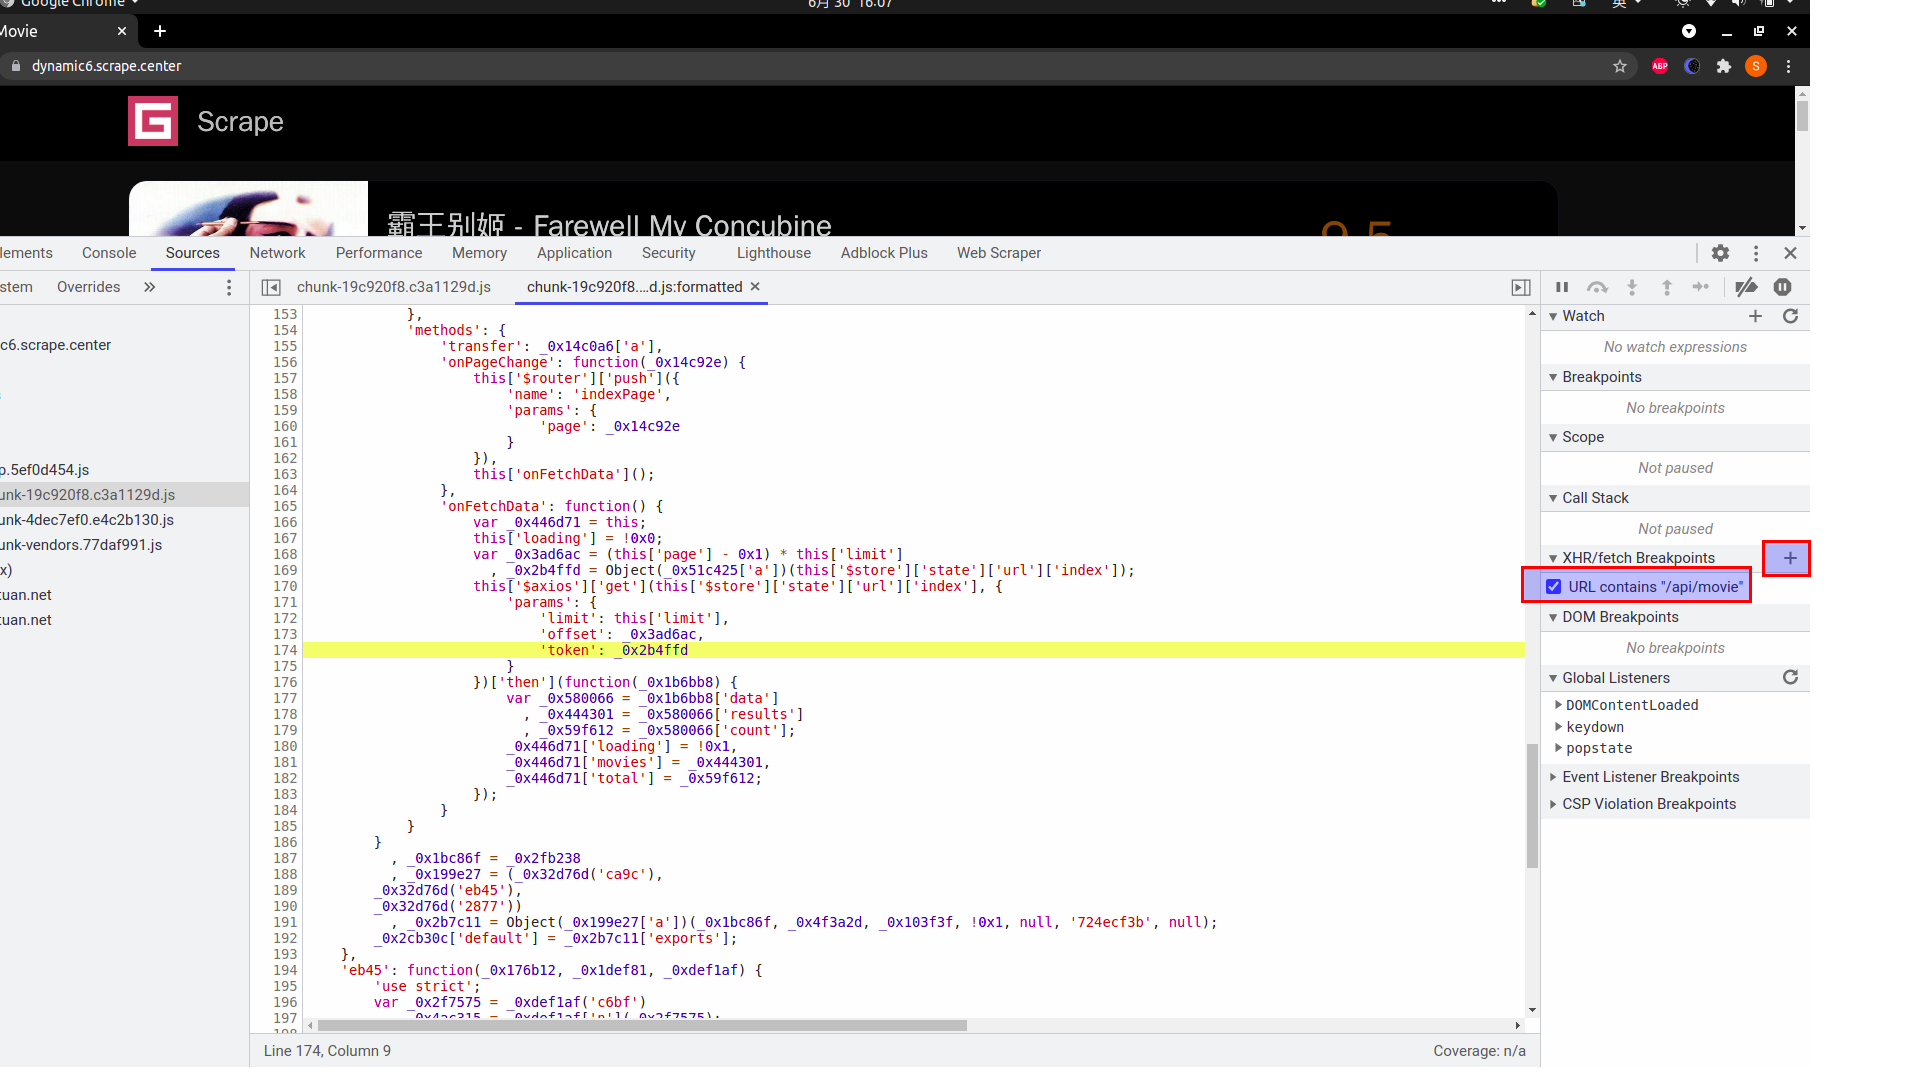 Google Chrome
6月 30 16:07
英
Movie
dynamic6.scrape.center
ABP
S
Scrape
霸王别姬 - Farewell My Concubine
9.5
lements Console Sources Network Performance Memory Application Security Lighthouse Adblock Plus Web Scraper
stem Overrides »
chunk-19c920f8.c3a1129d.js chunk-19c920f8....d.js:formatted
c6.scrape.center
p.5ef0d454.js
unk-19c920f8.c3a1129d.js
unk-4dec7ef0.e4c2b130.js
unk-vendors.77daf991.js
x)
tuan.net
tuan.net
153 },
154 'methods': {
155 'transfer': _0x14c0a6['a'],
156 'onPageChange': function(_0x14c92e) {
157 this['$router']['push']({
158 'name': 'indexPage',
159 'params': {
160 'page': _0x14c92e
161 }
162 }),
163 this['onFetchData']();
164 },
165 'onFetchData': function() {
166 var _0x446d71 = this;
167 this['loading'] = !0x0;
168 var _0x3ad6ac = (this['page'] - 0x1) * this['limit']
169 , _0x2b4ffd = Object(_0x51c425['a'])(this['$store']['state']['url']['index']);
170 this['$axios']['get'](this['$store']['state']['url']['index'], {
171 'params': {
172 'limit': this['limit'],
173 'offset': _0x3ad6ac,
174 'token': _0x2b4ffd
175 }
176 })['then'](function(_0x1b6bb8) {
177 var _0x580066 = _0x1b6bb8['data']
178 , _0x444301 = _0x580066['results']
179 , _0x59f612 = _0x580066['count'];
180 _0x446d71['loading'] = !0x1,
181 _0x446d71['movies'] = _0x444301,
182 _0x446d71['total'] = _0x59f612;
183 });
184 }
185 }
186 }
187 , _0x1bc86f = _0x2fb238
188 , _0x199e27 = (_0x32d76d('ca9c'),
189 _0x32d76d('eb45'),
190 _0x32d76d('2877'))
191 , _0x2b7c11 = Object(_0x199e27['a'])(_0x1bc86f, _0x4f3a2d, _0x103f3f, !0x1, null, '724ecf3b', null);
192 _0x2cb30c['default'] = _0x2b7c11['exports'];
193 },
194 'eb45': function(_0x176b12, _0x1def81, _0xdef1af) {
195 'use strict';
196 var _0x2f7575 = _0xdef1af('c6bf')
197 , _0x4ac315 = _0xdef1af['n'](_0x2f7575);
198
Line 174, Column 9
Coverage: n/a
Watch
No watch expressions
Breakpoints
No breakpoints
Scope
Not paused
Call Stack
Not paused
XHR/fetch Breakpoints
URL contains "/api/movie"
DOM Breakpoints
No breakpoints
Global Listeners
DOMContentLoaded
keydown
popstate
Event Listener Breakpoints
CSP Violation Breakpoints